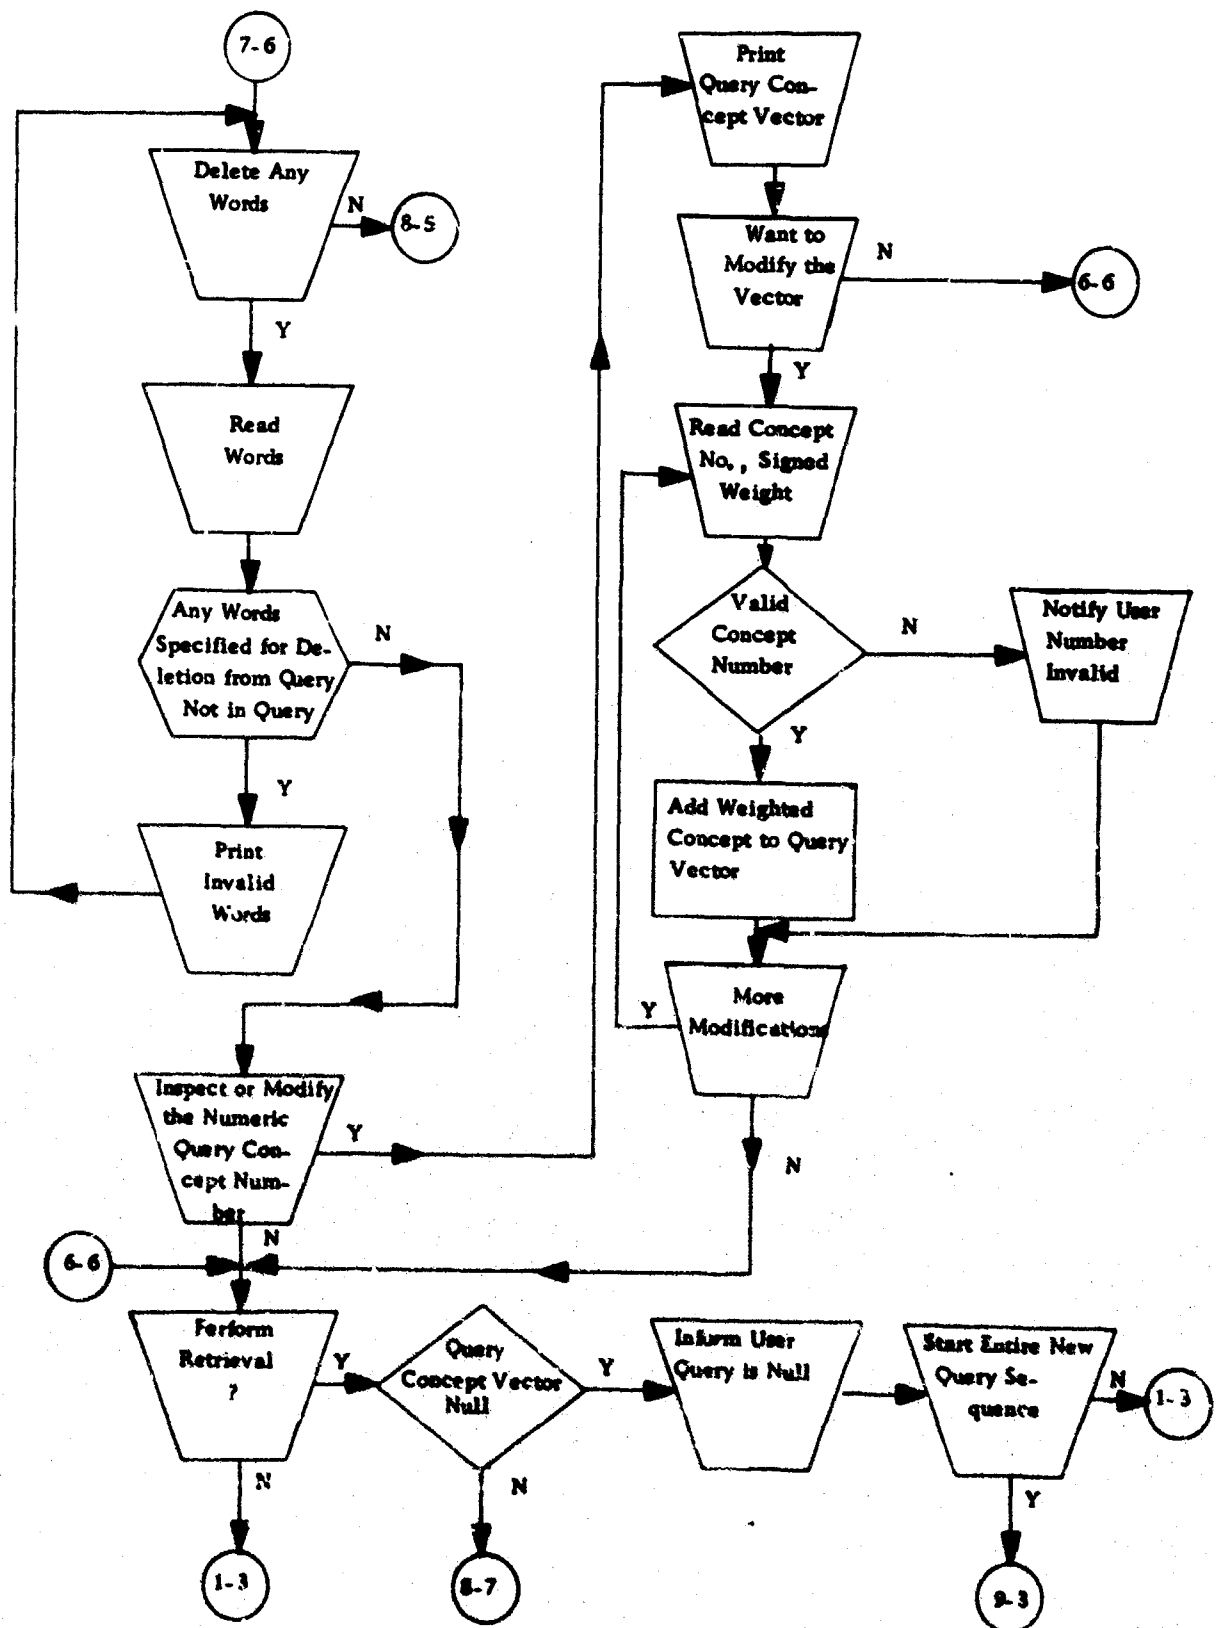 7-6
Delete Any
Words
N
8-5
Y
Read
Words
Any Words
Specified for De-
letion from Query
Not in Query
N
Y
Print
Invalid
Words
Inspect or Modify
the Numeric
Query Con-
cept Num-
ber
Y
N
6-6
Perform
Retrieval
?
Y
N
1-3
Query
Concept Vector
Null
Y
N
8-7
Inform User
Query is Null
Start Entire New
Query Se-
quence
N
1-3
Y
9-3
Print
Query Con-
cept Vector
Want to
Modify the
Vector
N
6-6
Y
Read Concept
No., Signed
Weight
Valid
Concept
Number
N
Notify User
Number
Invalid
Y
Add Weighted
Concept to Query
Vector
More
Modifications
Y
N